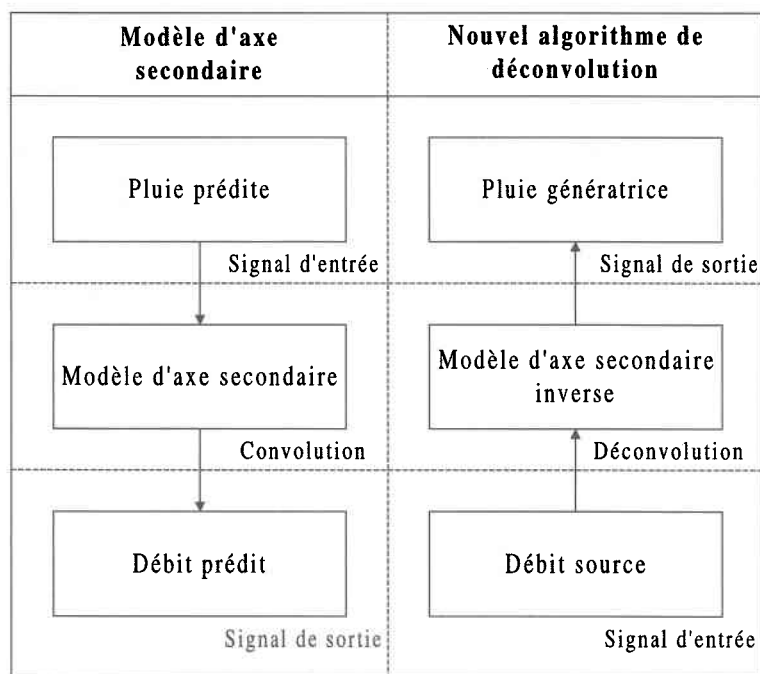 Modèle d'axe
secondaire
Nouvel algorithme de
déconvolution
Pluie prédite
Signal d'entrée
Pluie génératrice
Signal de sortie
Modèle d'axe secondaire
Convolution
Modèle d'axe secondaire
inverse
Déconvolution
Débit prédit
Signal de sortie
Débit source
Signal d'entrée